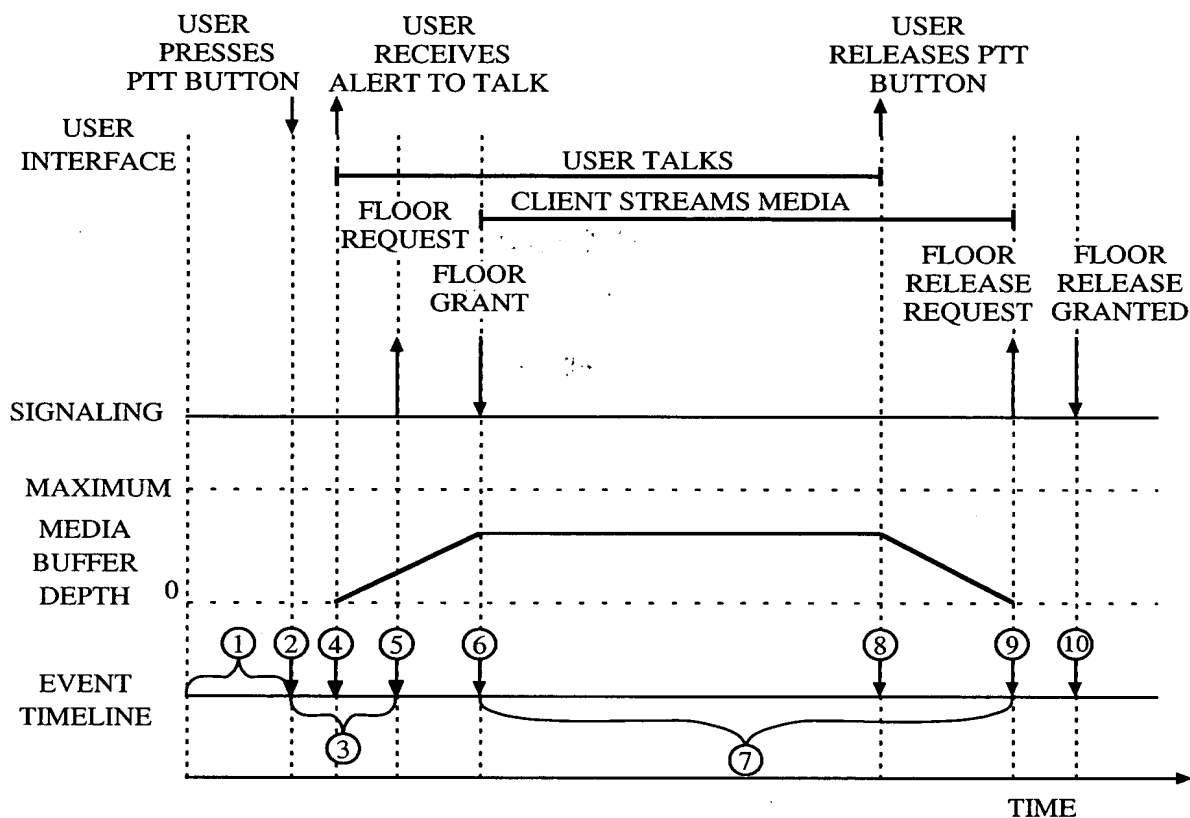 USER
PRESSES
PTT BUTTON
USER
RECEIVES
ALERT TO TALK
USER
RELEASES PTT
BUTTON
USER
INTERFACE
USER TALKS
CLIENT STREAMS MEDIA
FLOOR
REQUEST
FLOOR
GRANT
FLOOR
RELEASE
REQUEST
FLOOR
RELEASE
GRANTED
SIGNALING
MAXIMUM
MEDIA
BUFFER
DEPTH
0
1
2
4
5
6
8
9
10
EVENT
TIMELINE
3
7
TIME